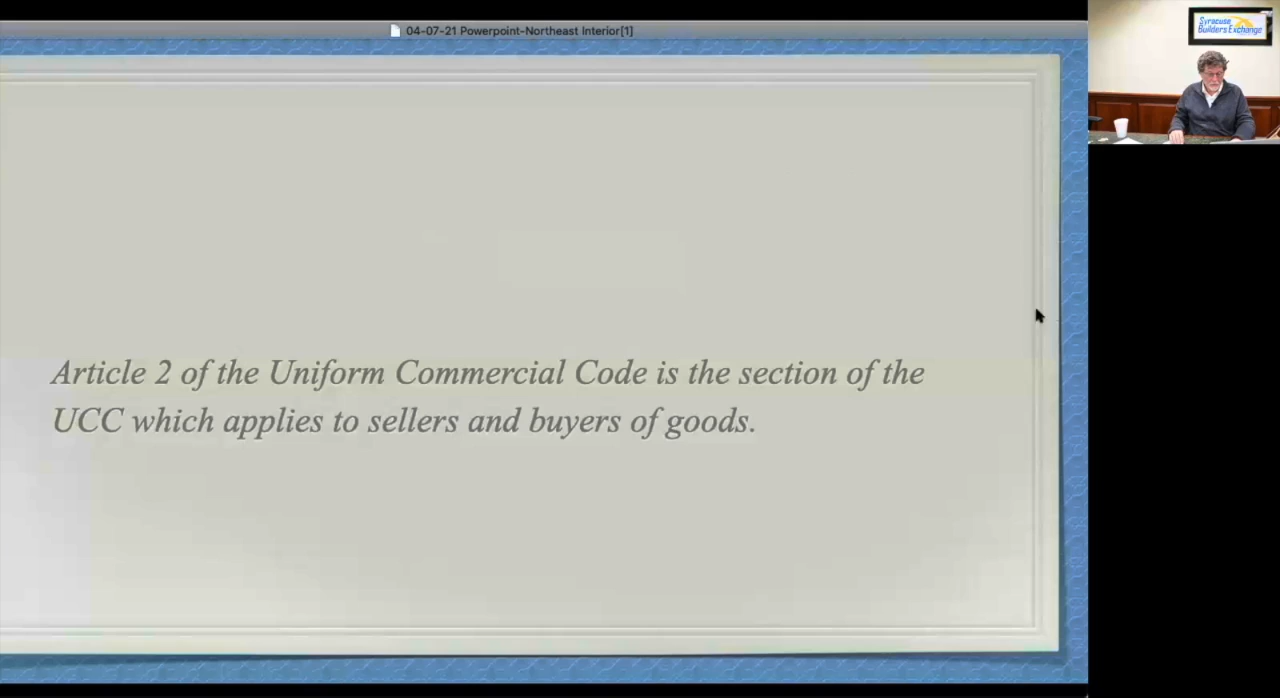 04-07-21 Powerpoint-Northeast Interior[1]
Syracuse
Builders Exchange
Article 2 of the Uniform Commercial Code is the section of the
UCC which applies to sellers and buyers of goods.